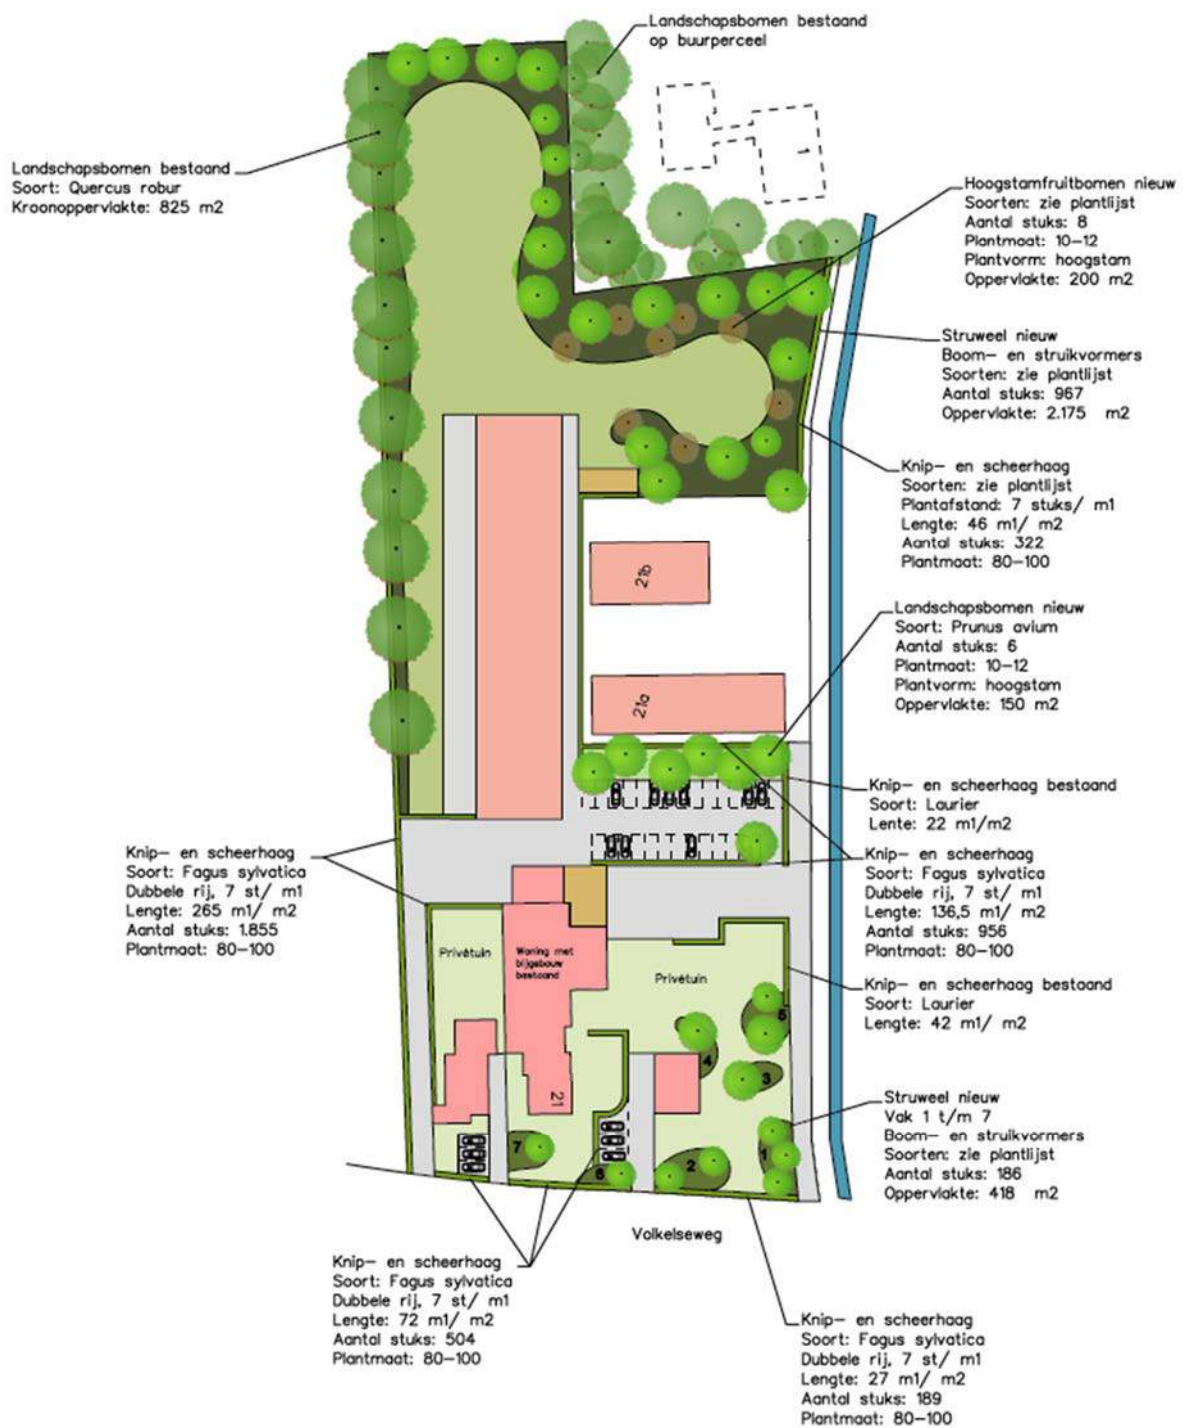 Landschapsbomen bestaand
op buurperceel
Landschapsbomen bestaand
Soort: Quercus robur
Kroonoppervlakte: 825 m2
Hoogstamfruitbomen nieuw
Soorten: zie plantlijst
Aantal stuks: 8
Plantmaat: 10-12
Plantvorm: hoogstam
Oppervlakte: 200 m2
Struweel nieuw
Boom- en struikvormers
Soorten: zie plantlijst
Aantal stuks: 967
Oppervlakte: 2.175 m2
Knip- en scheerhaag
Soorten: zie plantlijst
Plantafstand: 7 stuks/ m1
Lengte: 46 m1/ m2
Aantal stuks: 322
Plantmaat: 80-100
21b
Landschapsbomen nieuw
Soort: Prunus avium
Aantal stuks: 6
Plantmaat: 10-12
Plantvorm: hoogstam
Oppervlakte: 150 m2
21a
Knip- en scheerhaag bestaand
Soort: Laurier
Lente: 22 m1/m2
Knip- en scheerhaag
Soort: Fagus sylvatica
Dubbele rij, 7 st/ m1
Lengte: 265 m1/ m2
Aantal stuks: 1.855
Plantmaat: 80-100
Knip- en scheerhaag
Soort: Fagus sylvatica
Dubbele rij, 7 st/ m1
Lengte: 136,5 m1/ m2
Aantal stuks: 956
Plantmaat: 80-100
Privétuin
Woning met
bijgebouw
bestaand
Privétuin
Knip- en scheerhaag bestaand
Soort: Laurier
Lengte: 42 m1/ m2
5
4
3
21
Struweel nieuw
Vak 1 t/m 7
Boom- en struikvormers
Soorten: zie plantlijst
Aantal stuks: 186
Oppervlakte: 418 m2
7
6
2
1
Volkelseweg
Knip- en scheerhaag
Soort: Fagus sylvatica
Dubbele rij, 7 st/ m1
Lengte: 72 m1/ m2
Aantal stuks: 504
Plantmaat: 80-100
Knip- en scheerhaag
Soort: Fagus sylvatica
Dubbele rij, 7 st/ m1
Lengte: 27 m1/ m2
Aantal stuks: 189
Plantmaat: 80-100